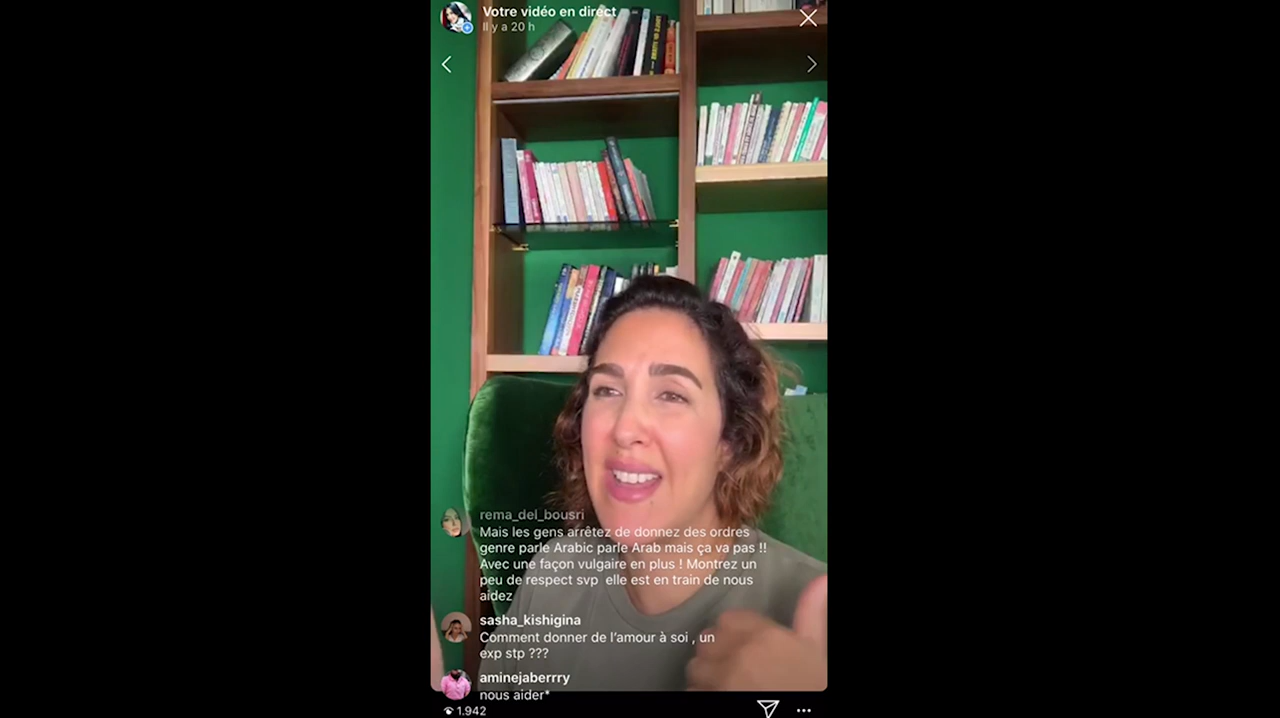 Votre vidéo en direct
Il y a 20 h
rema_del_bousri
Mais les gens arrêtez de donnez des ordres
genre parle Arabic parle Arab mais ça va pas !!
Avec une façon vulgaire en plus ! Montrez un
peu de respect svp elle est en train de nous
aidez
sasha_kishigina
Comment donner de l'amour à soi , un
exp stp ???
aminejaberrry
nous aider*
1.942